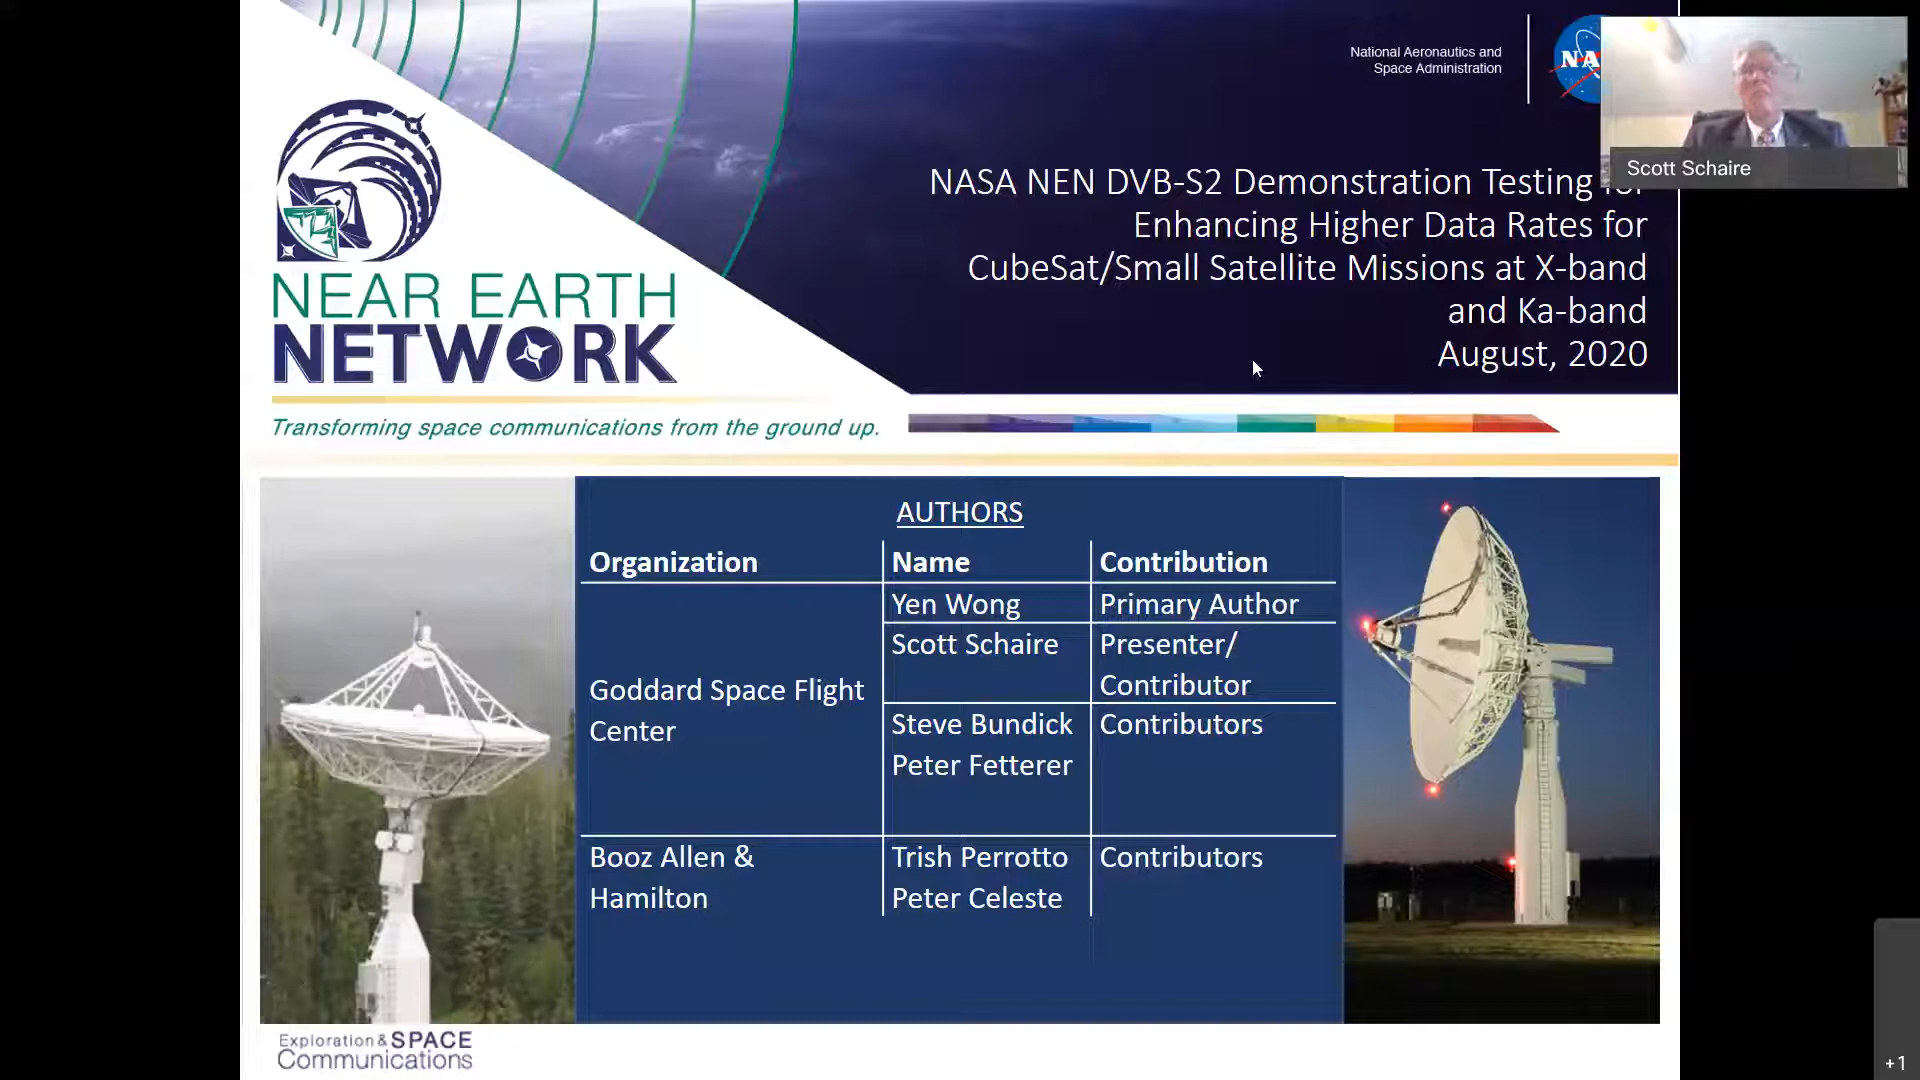 National Aeronautics and
Space Administration
NA
Scott Schaire
NASA NEN DVB-S2 Demonstration Testing for
Enhancing Higher Data Rates for
CubeSat/Small Satellite Missions at X-band
and Ka-band
August, 2020
NEAR EARTH
NETWORK
Transforming space communications from the ground up.
AUTHORS
Organization Name Contribution
Goddard Space Flight
Center
Yen Wong Primary Author
Scott Schaire Presenter/
Contributor
Steve Bundick Contributors
Peter Fetterer
Booz Allen &
Hamilton
Trish Perrotto Contributors
Peter Celeste
Exploration & SPACE
Communications
+1